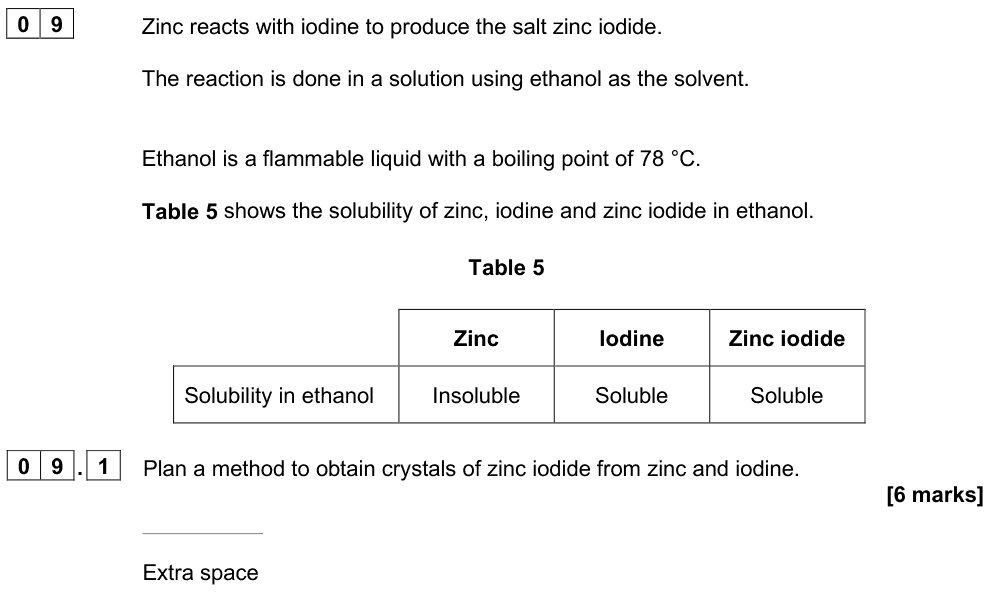 0 9 Zinc reacts with iodine to produce the salt zinc iodide.
The reaction is done in a solution using ethanol as the solvent.
Ethanol is a flammable liquid with a boiling point of 78 °C.
Table 5 shows the solubility of zinc, iodine and zinc iodide in ethanol.
Table 5
Zinc Iodine Zinc iodide
Solubility in ethanol Insoluble Soluble Soluble
0 9 . 1 Plan a method to obtain crystals of zinc iodide from zinc and iodine.
[6 marks]
Extra space